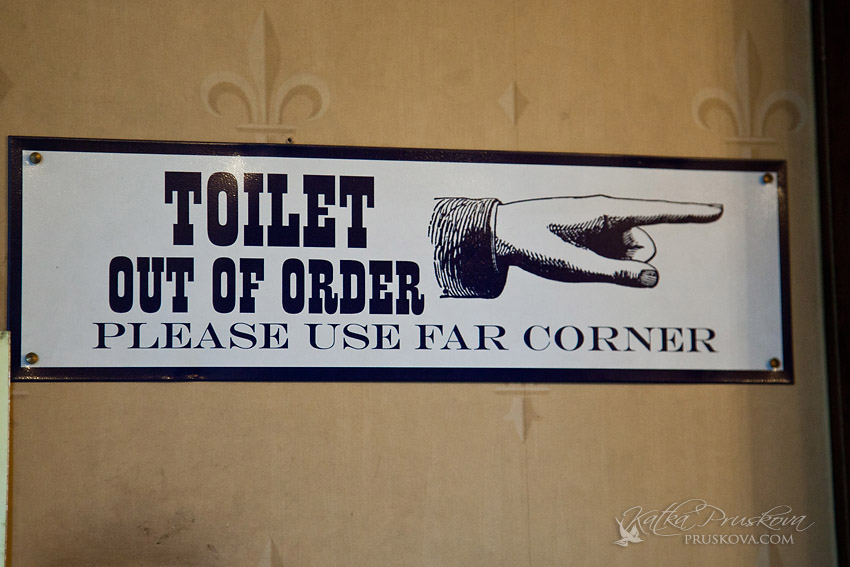 TOILET
OUT OF ORDER
PLEASE USE FAR CORNER
Katka Pruskova
PRUSKOVA.COM